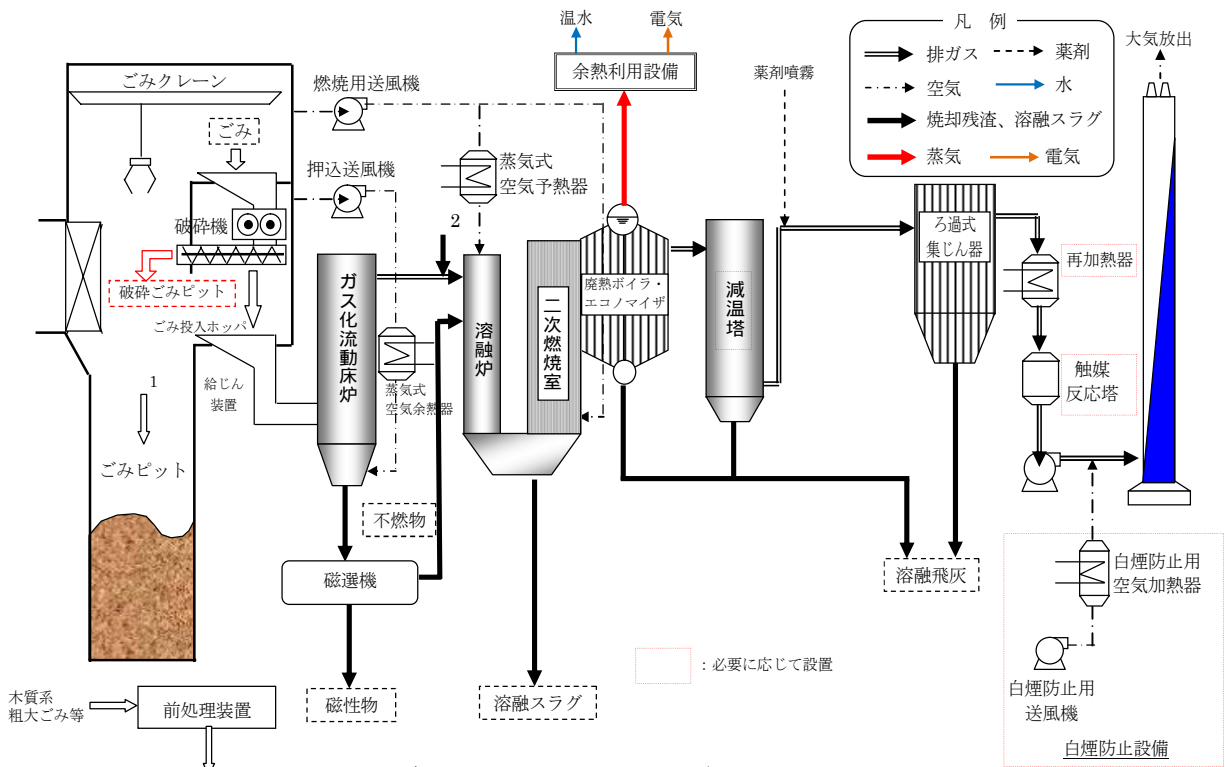 温水
電気
余熱利用設備
凡 例
排ガス
薬剤
空気
水
焼却残渣、溶融スラグ
蒸気
電気
大気放出
ごみクレーン
燃焼用送風機
薬剤噴霧
ごみ
押込送風機
蒸気式
空気予熱器
破砕機
2
破砕ごみピット
ごみ投入ホッパ
ガス化流動床炉
溶融炉
二次燃焼室
廃熱ボイラ・
エコノマイザ
減温塔
ろ過式
集じん器
再加熱器
触媒
反応塔
1
給じん
装置
蒸気式
空気余熱器
ごみピット
不燃物
磁選機
溶融飛灰
白煙防止用
空気加熱器
：必要に応じて設置
白煙防止用
送風機
白煙防止設備
木質系
粗大ごみ等
前処理装置
磁性物
溶融スラグ